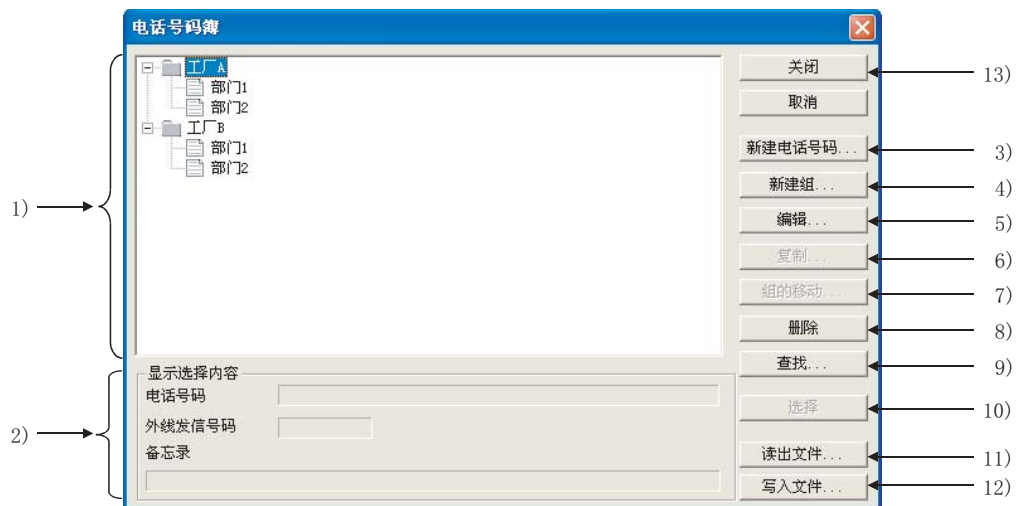 电话号码簿
工厂A
部门1
部门2
工厂B
部门1
部门2
关闭
取消
新建电话号码...
新建组...
编辑...
复制...
组的移动...
删除
查找...
选择
读出文件...
写入文件...
显示选择内容
电话号码
外线发信号码
备忘录
1)
2)
13)
3)
4)
5)
6)
7)
8)
9)
10)
11)
12)